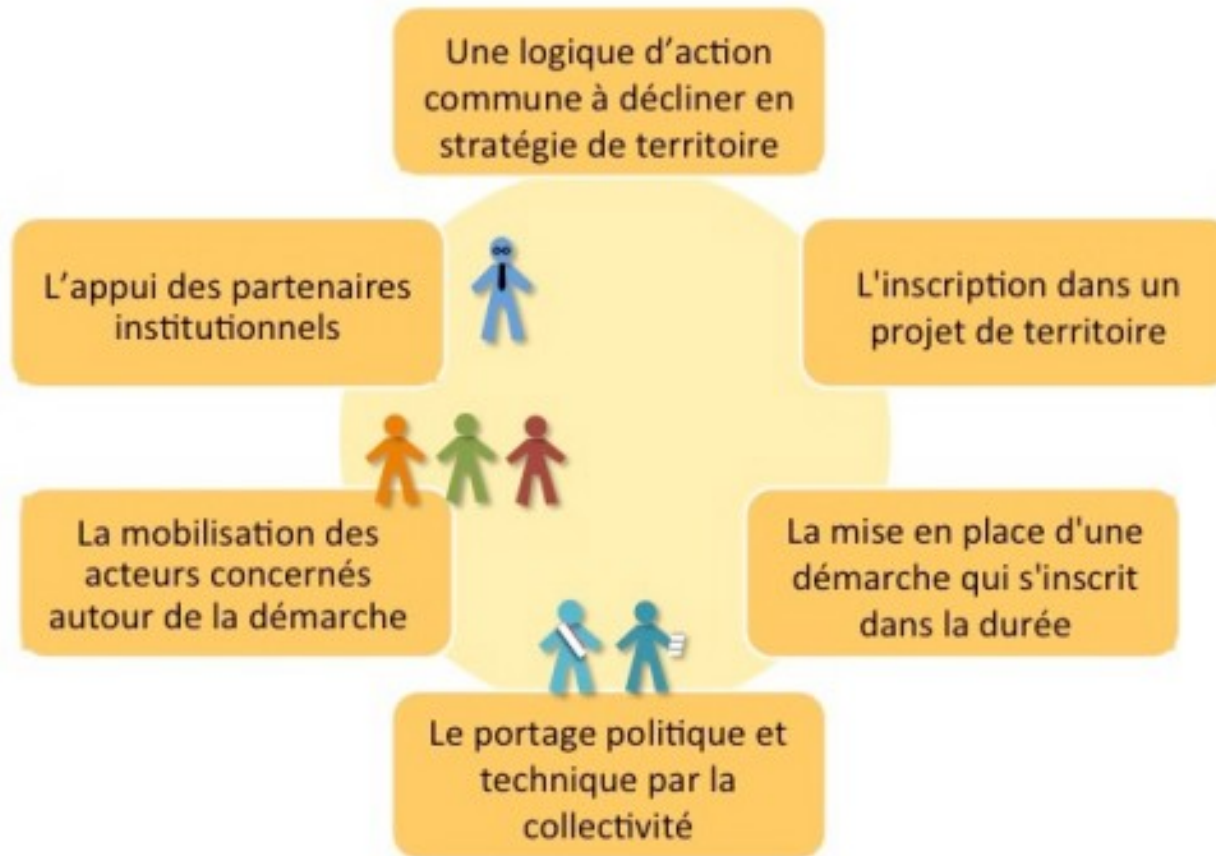 Une logique d’action
commune à décliner en
stratégie de territoire
L’appui des partenaires
institutionnels
L'inscription dans un
projet de territoire
La mobilisation des
acteurs concernés
autour de la démarche
La mise en place d'une
démarche qui s'inscrit
dans la durée
Le portage politique et
technique par la
collectivité